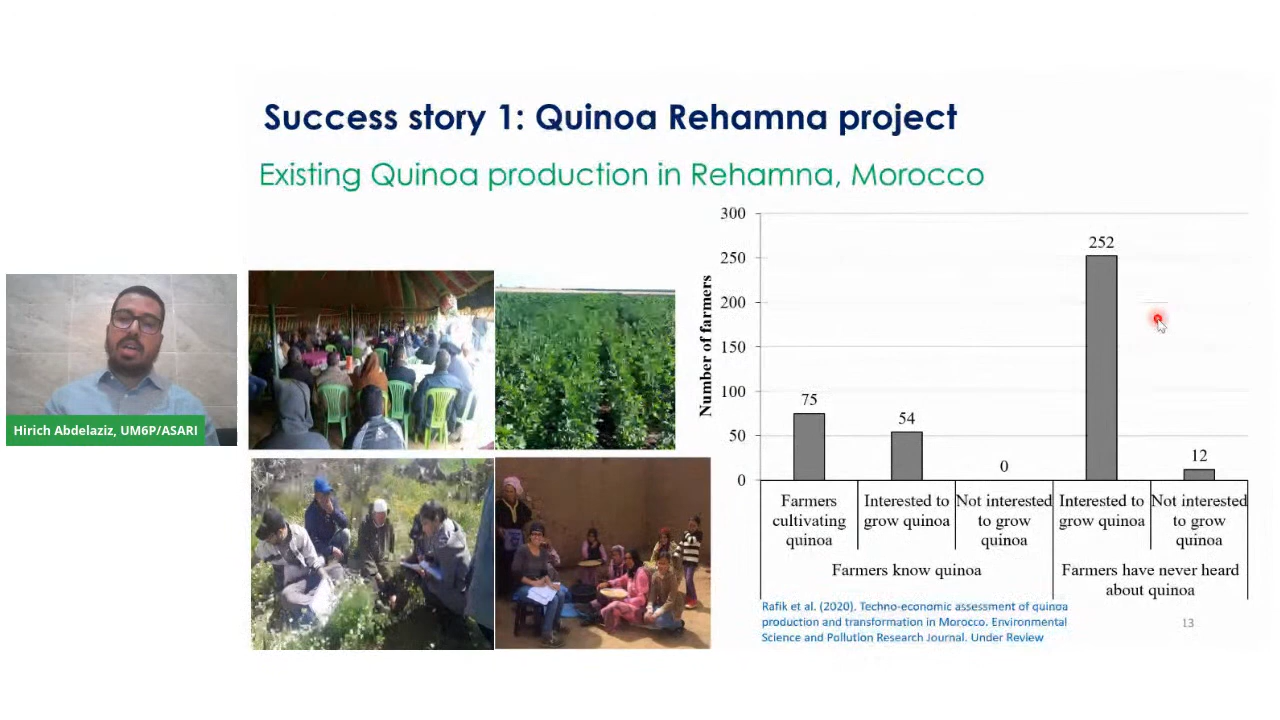 Success story 1: Quinoa Rehamna project
Existing Quinoa production in Rehamna, Morocco
Hirich Abdelaziz, UM6P/ASARI
Number of farmers
300
250
200
150
100
50
0
75
54
0
252
12
Farmers
cultivating
quinoa
Interested to
grow quinoa
Not interested
to grow
quinoa
Interested to
grow quinoa
Not interested
to grow
quinoa
Farmers know quinoa
Farmers have never heard
about quinoa
Rafik et al. (2020). Techno-economic assessment of quinoa
production and transformation in Morocco. Environmental
Science and Pollution Research Journal. Under Review
13